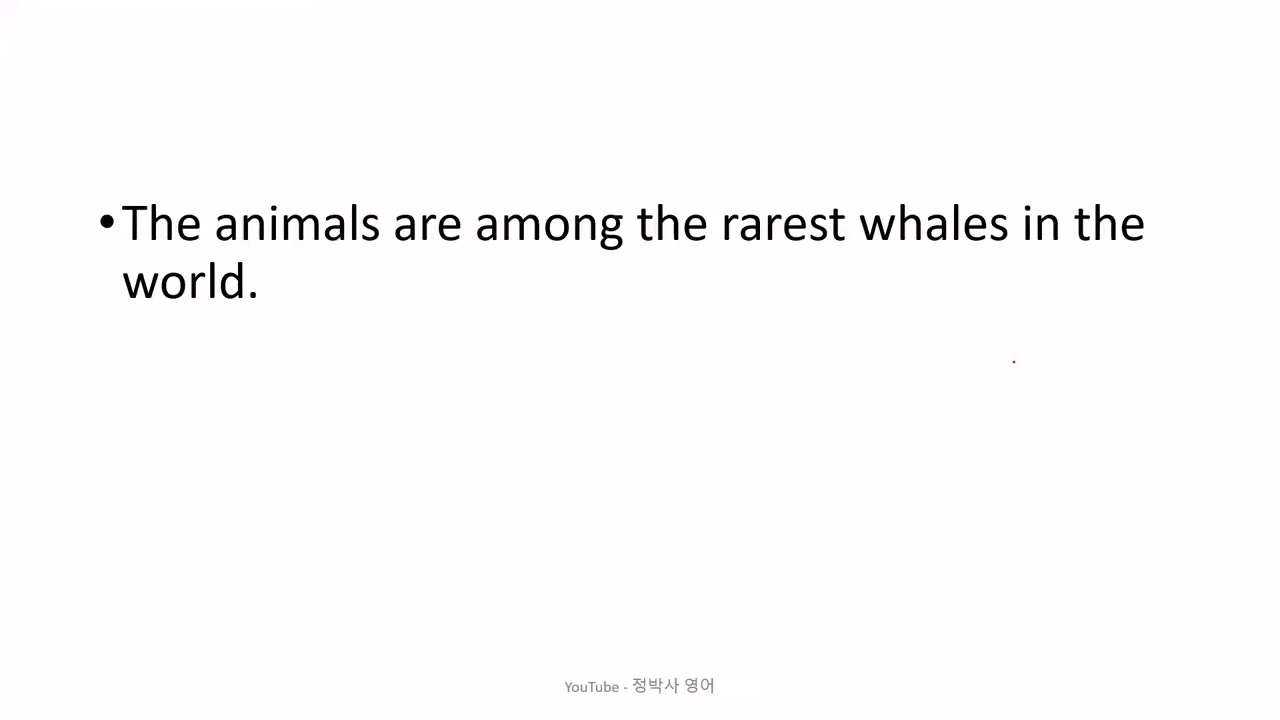 •The animals are among the rarest whales in the
world.
YouTube - 정박사 영어